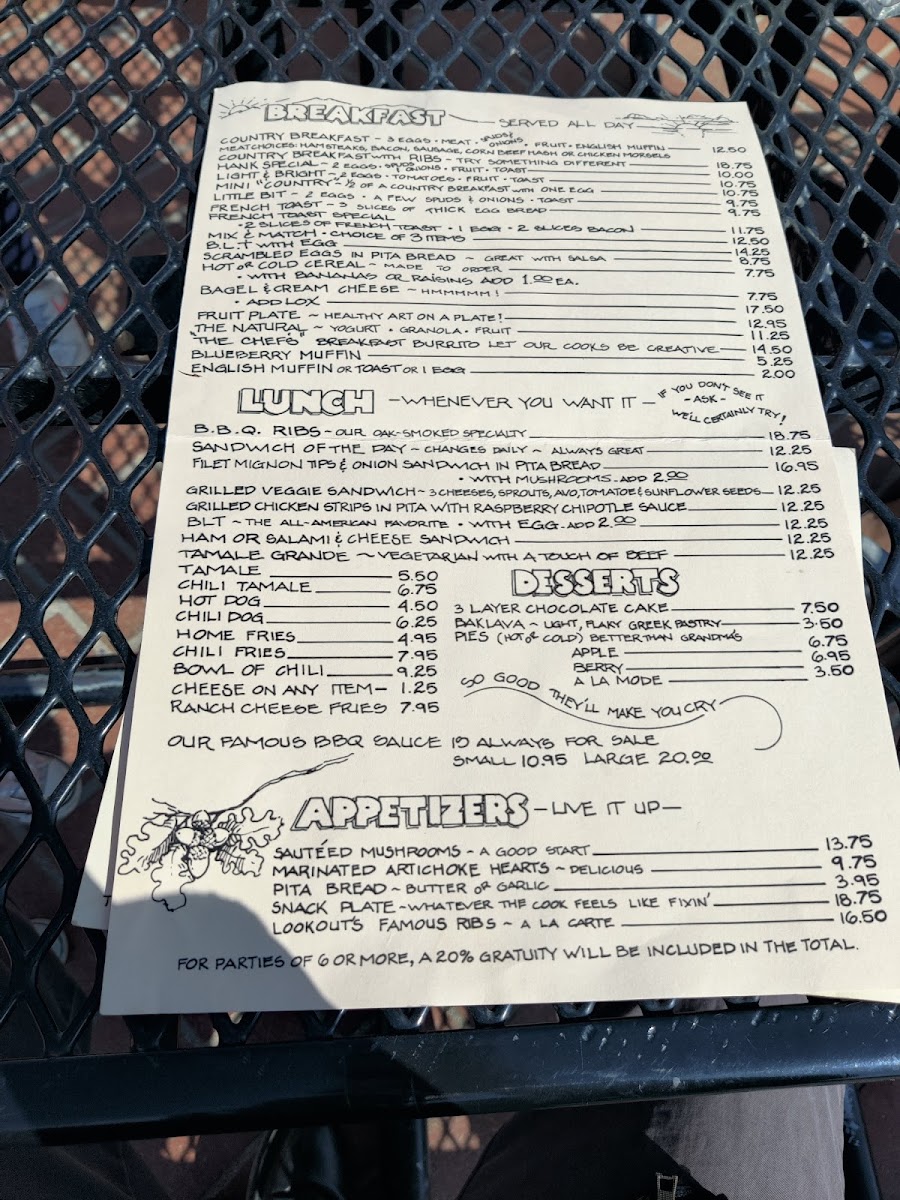 BREAKFAST — SERVED ALL DAY
COUNTRY BREAKFAST ~ 3 EGGS • MEAT • SPUDS & ONIONS • FRUIT • ENGLISH MUFFIN — 12.50
MEAT CHOICES: HAM STEAKS, BACON, SAUSAGE, CORN BEEF HASH OR CHICKEN MORSELS
COUNTRY BREAKFAST WITH RIBS ~ TRY SOMETHING DIFFERENT — 18.75
HANK SPECIAL ~ 2 EGGS • SPUDS & ONIONS • FRUIT • TOAST — 10.00
LIGHT & BRIGHT ~ 2 EGGS • TOMATOES • FRUIT • TOAST — 10.75
MINI "COUNTRY" ~ ½ OF A COUNTRY BREAKFAST WITH ONE EGG — 10.75
LITTLE BIT ~ 2 EGGS • A FEW SPUDS & ONIONS • TOAST — 9.75
FRENCH TOAST ~ 3 SLICES OF THICK EGG BREAD — 9.75
FRENCH TOAST SPECIAL
• 2 SLICES OF FRENCH TOAST • 1 EGG • 2 SLICES BACON — 11.75
MIX & MATCH • CHOICE OF 3 ITEMS — 12.50
B.L.T WITH EGG — 14.25
SCRAMBLED EGGS IN PITA BREAD ~ GREAT WITH SALSA — 8.75
HOT OR COLD CEREAL ~ MADE TO ORDER — 7.75
• WITH BANANAS OR RAISINS ADD 1.00 EA.
BAGEL & CREAM CHEESE ~ HMMMMM! — 7.75
• ADD LOX — 17.50
FRUIT PLATE ~ HEALTHY ART ON A PLATE! — 12.95
THE NATURAL ~ YOGURT • GRANOLA • FRUIT — 11.25
"THE CHEFS" BREAKFAST BURRITO LET OUR COOKS BE CREATIVE — 14.50
BLUEBERRY MUFFIN — 5.25
ENGLISH MUFFIN OR TOAST OR 1 EGG — 2.00
LUNCH — WHENEVER YOU WANT IT — IF YOU DON'T SEE IT
- ASK -
WE'LL CERTAINLY TRY!
B.B.Q. RIBS ~ OUR OAK-SMOKED SPECIALTY — 18.75
SANDWICH OF THE DAY ~ CHANGES DAILY ~ ALWAYS GREAT — 12.25
FILET MIGNON TIPS & ONION SANDWICH IN PITA BREAD — 16.95
• WITH MUSHROOMS ADD 2.00
GRILLED VEGGIE SANDWICH ~ 3 CHEESES, SPROUTS, AVO, TOMATOE & SUNFLOWER SEEDS — 12.25
GRILLED CHICKEN STRIPS IN PITA WITH RASPBERRY CHIPOTLE SAUCE — 12.25
BLT ~ THE ALL-AMERICAN FAVORITE • WITH EGG ADD 2.00 — 12.25
HAM OR SALAMI & CHEESE SANDWICH — 12.25
TAMALE GRANDE ~ VEGETARIAN WITH A TOUCH OF BEEF — 12.25
TAMALE — 5.50
CHILI TAMALE — 6.75
HOT DOG — 4.50
CHILI DOG — 6.25
HOME FRIES — 4.95
CHILI FRIES — 7.95
BOWL OF CHILI — 9.25
CHEESE ON ANY ITEM — 1.25
RANCH CHEESE FRIES 7.95
DESSERTS
3 LAYER CHOCOLATE CAKE — 7.50
BAKLAVA ~ LIGHT, FLAKY GREEK PASTRY — 3.50
PIES (HOT OR COLD) BETTER THAN GRANDMA'S
APPLE — 6.75
BERRY — 6.95
A LA MODE — 3.50
SO GOOD THEY'LL MAKE YOU CRY
OUR FAMOUS BBQ SAUCE IS ALWAYS FOR SALE
SMALL 10.95 LARGE 20.00
APPETIZERS — LIVE IT UP —
SAUTÉED MUSHROOMS ~ A GOOD START — 13.75
MARINATED ARTICHOKE HEARTS ~ DELICIOUS — 9.75
PITA BREAD ~ BUTTER OR GARLIC — 3.95
SNACK PLATE ~ WHATEVER THE COOK FEELS LIKE FIXIN' — 18.75
LOOKOUT'S FAMOUS RIBS ~ A LA CARTE — 16.50
FOR PARTIES OF 6 OR MORE, A 20% GRATUITY WILL BE INCLUDED IN THE TOTAL.